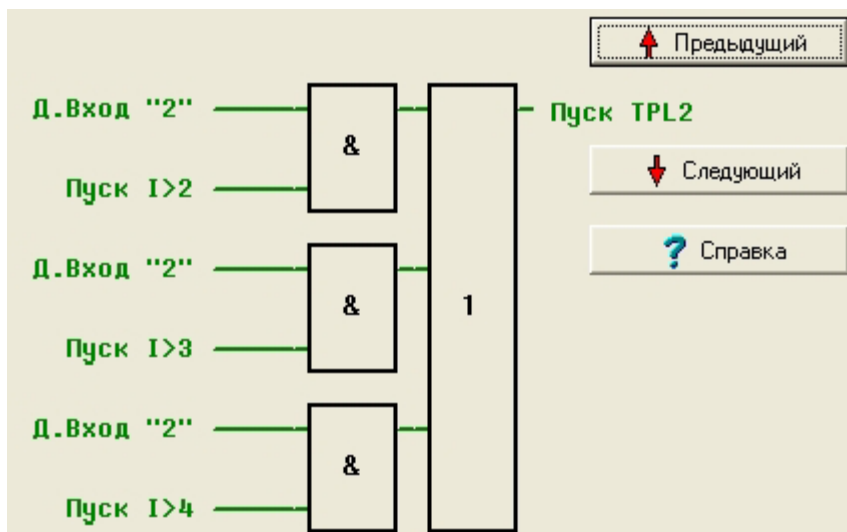 Предыдущий
Д.Вход "2"
&
Пуск TPL2
Пуск I>2
Следующий
Д.Вход "2"
Справка
&
1
Пуск I>3
Д.Вход "2"
&
Пуск I>4